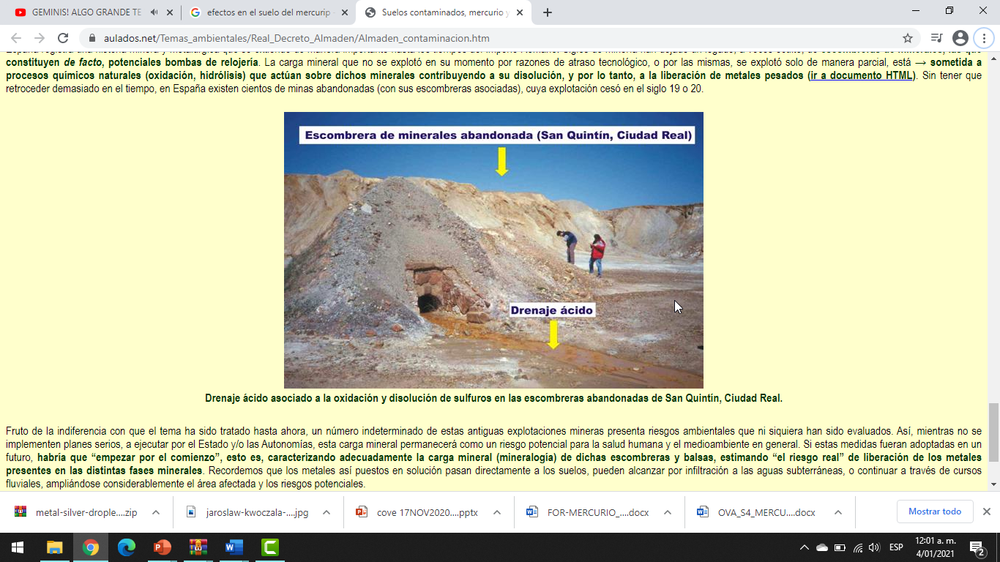 GEMINIS! ALGO GRANDE TE
efectos en el suelo del mercurip
Suelos contaminados, mercurio y
aulados.net/Temas_ambientales/Real_Decreto_Almaden/Almaden_contaminacion.htm
constituyen de facto, potenciales bombas de relojería. La carga mineral que no se explotó en su momento por razones de atraso tecnológico, o por las mismas, se explotó solo de manera parcial, está → sometida a
procesos químicos naturales (oxidación, hidrólisis) que actúan sobre dichos minerales contribuyendo a su disolución, y por lo tanto, a la liberación de metales pesados (ir a documento HTML). Sin tener que
retroceder demasiado en el tiempo, en España existen cientos de minas abandonadas (con sus escombreras asociadas), cuya explotación cesó en el siglo 19 o 20.
Escombrera de minerales abandonada (San Quintín, Ciudad Real)
Drenaje ácido
Drenaje ácido asociado a la oxidación y disolución de sulfuros en las escombreras abandonadas de San Quintín, Ciudad Real.
Fruto de la indiferencia con que el tema ha sido tratado hasta ahora, un número indeterminado de estas antiguas explotaciones mineras presenta riesgos ambientales que ni siquiera han sido evaluados. Así, mientras no se
implementen planes serios, a ejecutar por el Estado y/o las Autonomías, esta carga mineral permanecerá como un riesgo potencial para la salud humana y el medioambiente en general. Si estas medidas fueran adoptadas en un
futuro, habría que “empezar por el comienzo”, esto es, caracterizando adecuadamente la carga mineral (mineralogía) de dichas escombreras y balsas, estimando “el riesgo real” de liberación de los metales
presentes en las distintas fases minerales. Recordemos que los metales así puestos en solución pasan directamente a los suelos, pueden alcanzar por infiltración a las aguas subterráneas, o continuar a través de cursos
fluviales, ampliándose considerablemente el área afectada y los riesgos potenciales.
metal-silver-drople....zip
jaroslaw-kwoczala-....jpg
cove 17NOV2020....pptx
FOR-MERCURIO_....docx
OVA_S4_MERCU....docx
Mostrar todo
ESP
12:01 a. m.
4/01/2021
2